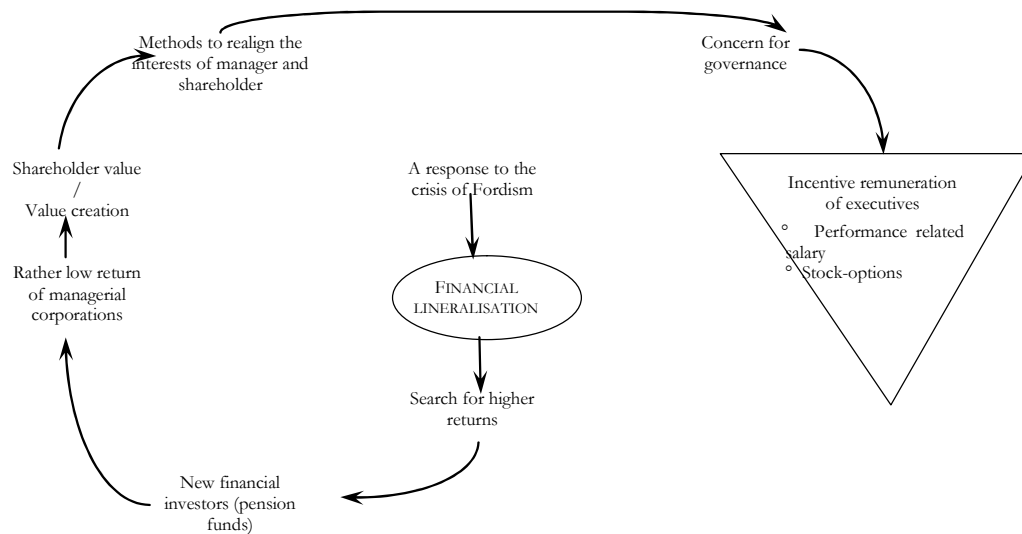 Methods to realign the
interests of manager and
shareholder
Concern for
governance
Shareholder value
/
Value creation
A response to the
crisis of Fordism
Incentive remuneration
of executives
° Performance related
salary
° Stock-options
Rather low return
of managerial
corporations
FINANCIAL
LINERALISATION
Search for higher
returns
New financial
investors (pension
funds)